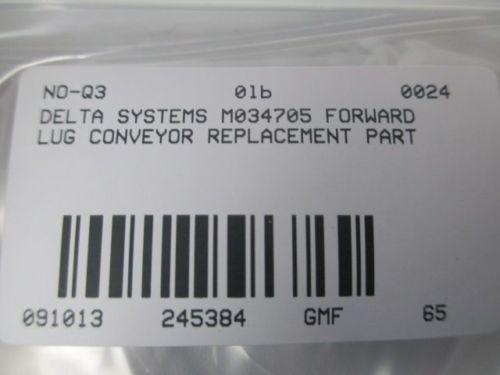 NO-Q3 01b 0024
DELTA SYSTEMS M034705 FORWARD
LUG CONVEYOR REPLACEMENT PART
091013 245384 GMF 65